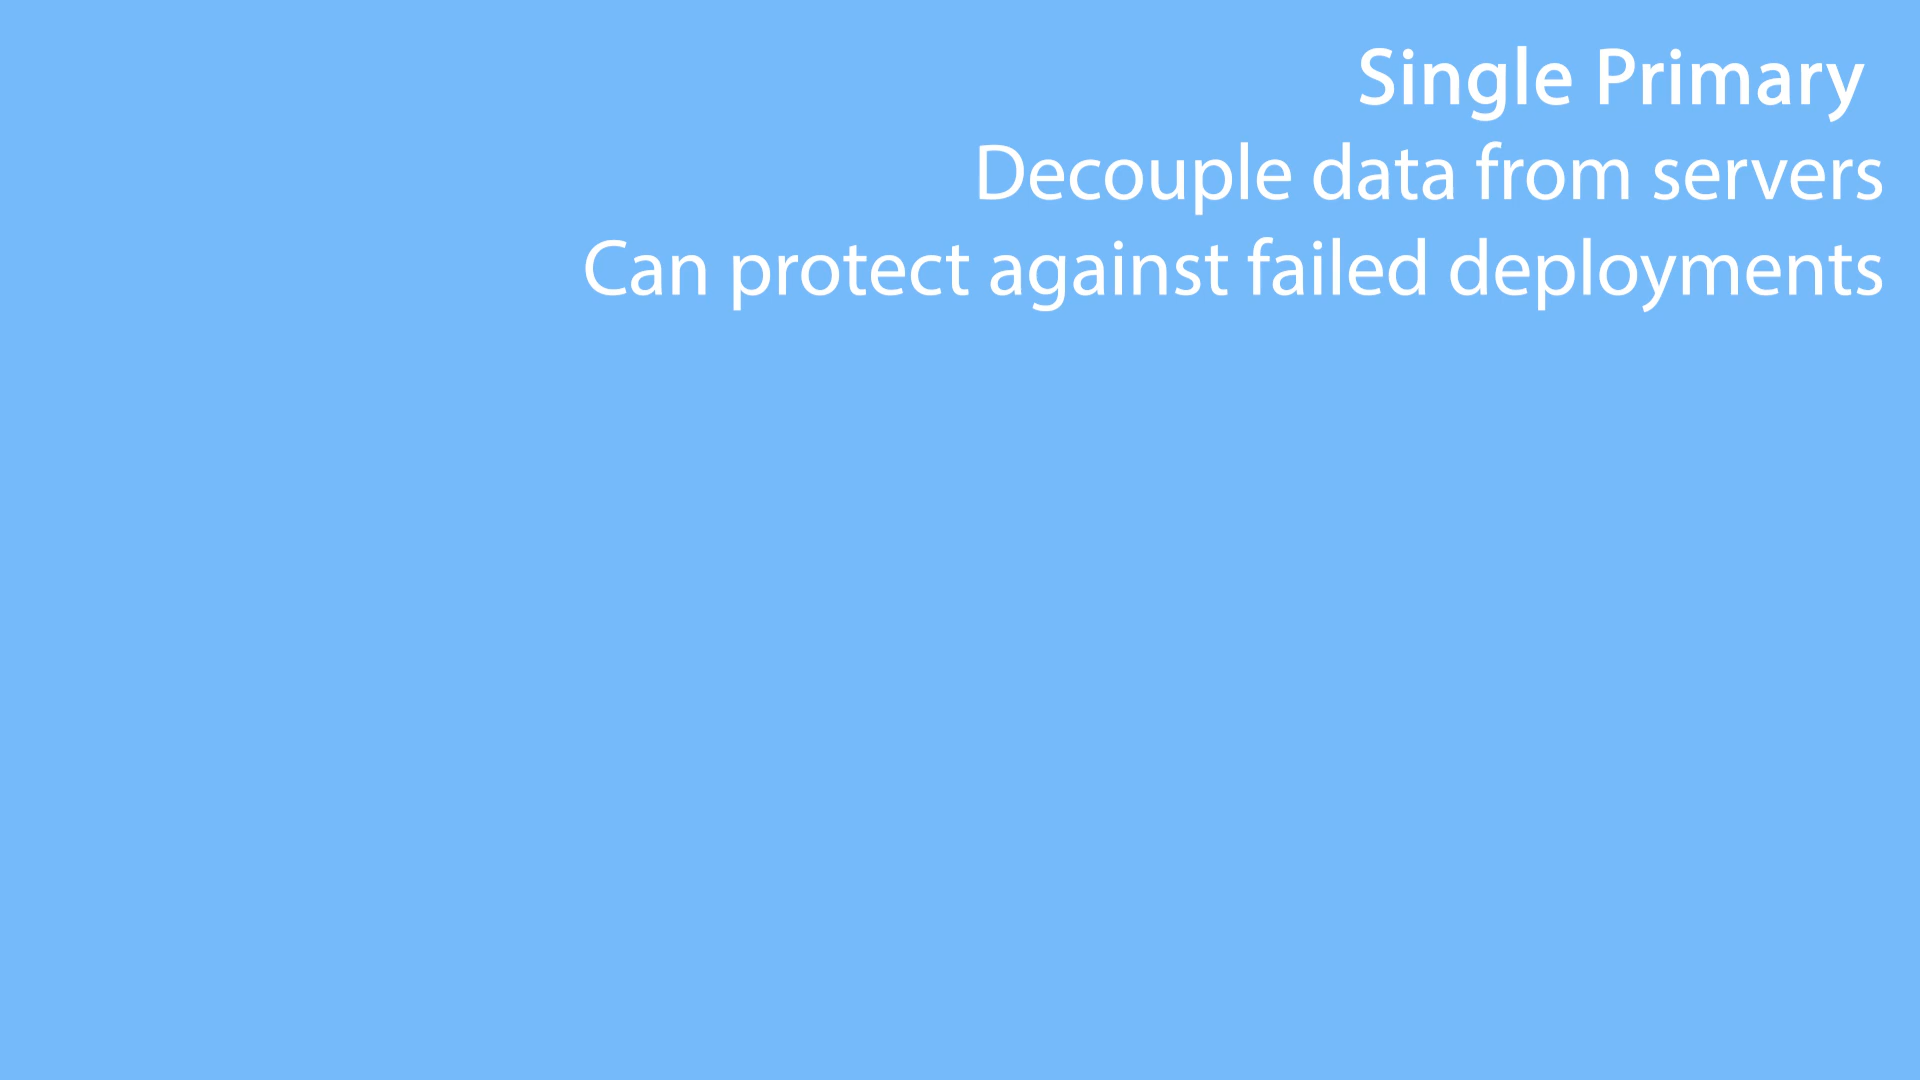 Single Primary
Decouple data from servers
Can protect against failed deployments